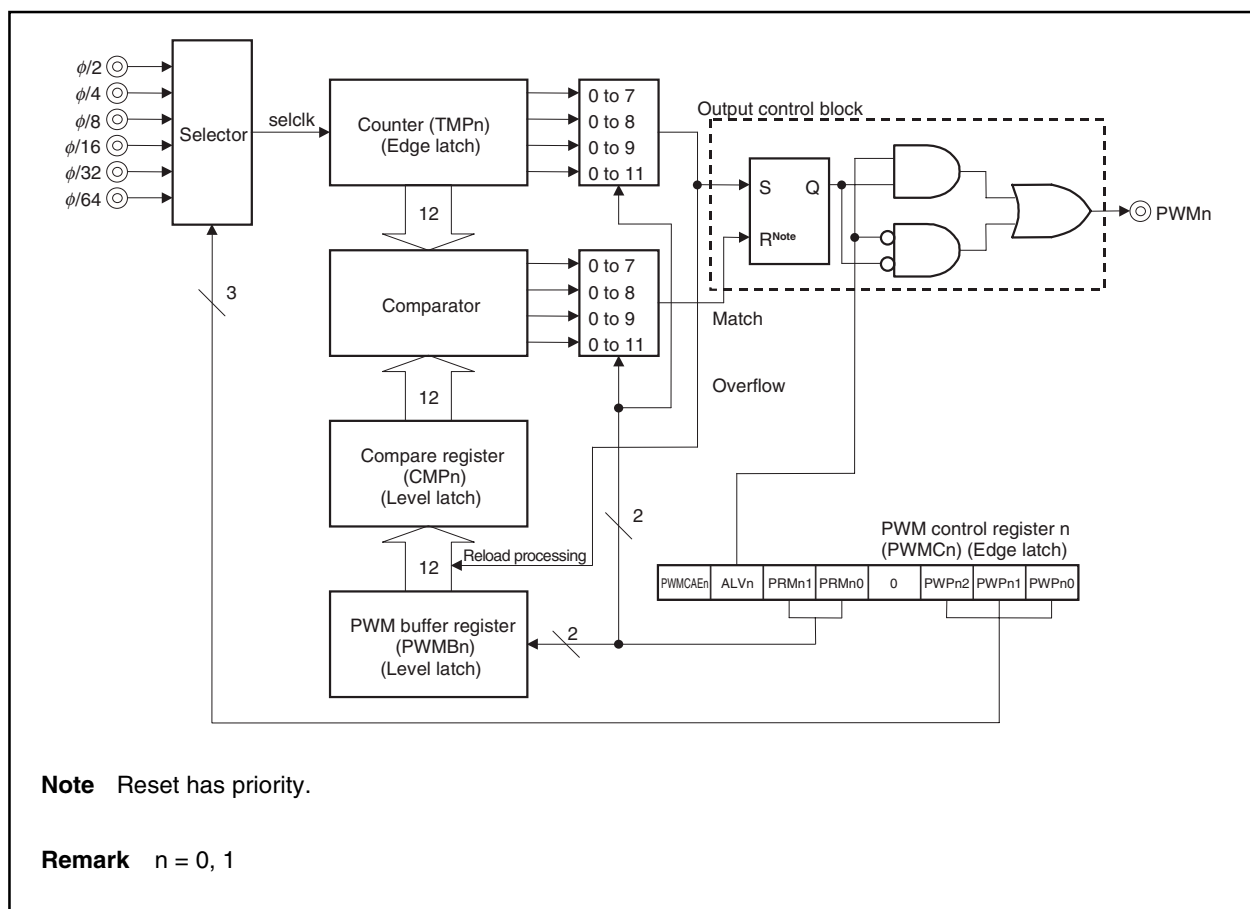 ϕ/2
ϕ/4
ϕ/8
ϕ/16
ϕ/32
ϕ/64
Selector
selclk
Counter (TMPn)
(Edge latch)
0 to 7
0 to 8
0 to 9
0 to 11
Output control block
S
Q
RNote
PWMn
12
3
Comparator
0 to 7
0 to 8
0 to 9
0 to 11
Match
Overflow
12
Compare register
(CMPn)
(Level latch)
2
Reload processing
12
PWM control register n
(PWMCn) (Edge latch)
PWMCAEn ALVn PRMn1 PRMn0 0 PWPn2 PWPn1 PWPn0
PWM buffer register
(PWMBn)
(Level latch)
2
Note Reset has priority.
Remark n = 0, 1